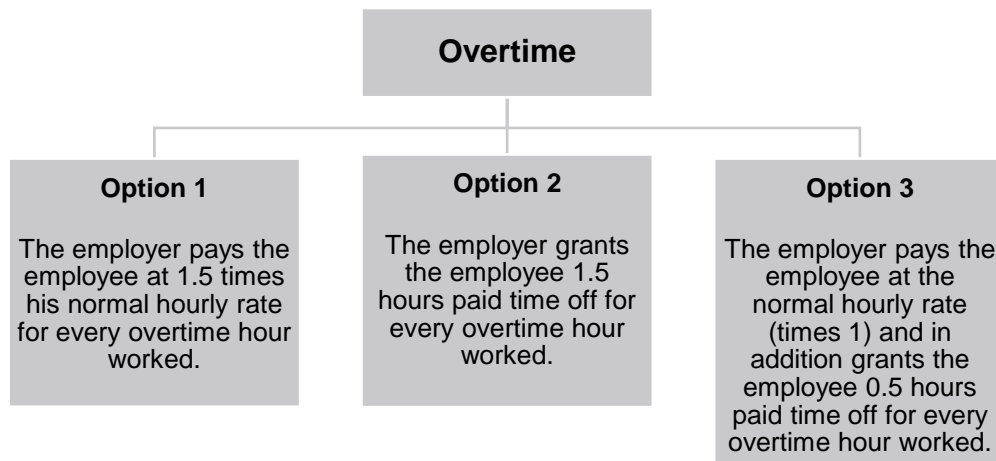 Overtime
Option 1
The employer pays the
employee at 1.5 times
his normal hourly rate
for every overtime hour
worked.
Option 2
The employer grants
the employee 1.5
hours paid time off for
every overtime hour
worked.
Option 3
The employer pays the
employee at the
normal hourly rate
(times 1) and in
addition grants the
employee 0.5 hours
paid time off for every
overtime hour worked.